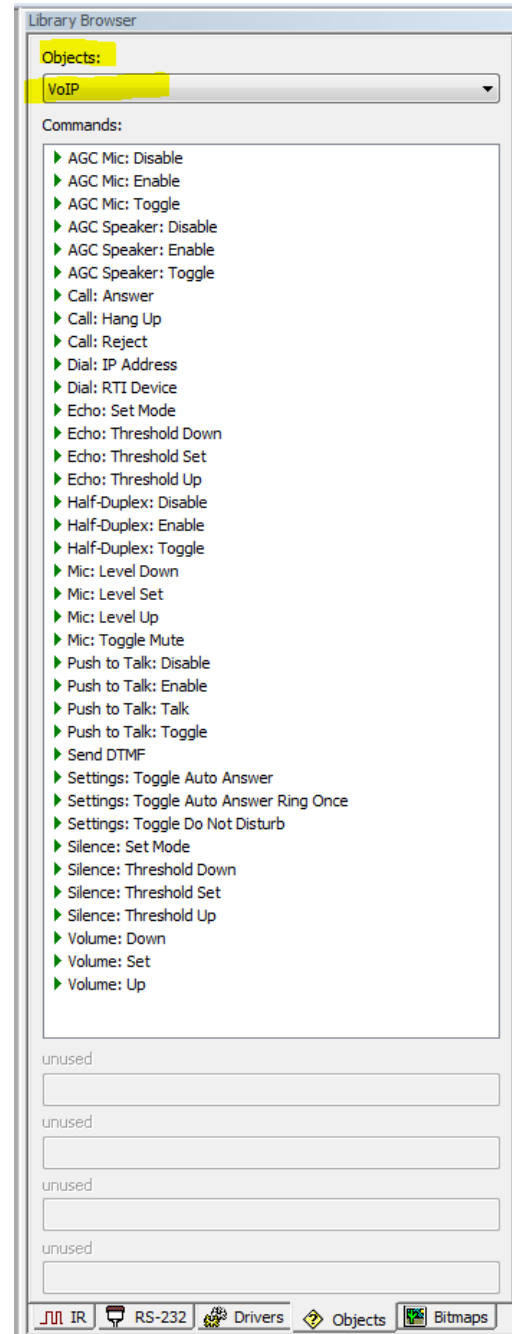 Library Browser
Objects:
VoIP
Commands:
AGC Mic: Disable
AGC Mic: Enable
AGC Mic: Toggle
AGC Speaker: Disable
AGC Speaker: Enable
AGC Speaker: Toggle
Call: Answer
Call: Hang Up
Call: Reject
Dial: IP Address
Dial: RTI Device
Echo: Set Mode
Echo: Threshold Down
Echo: Threshold Set
Echo: Threshold Up
Half-Duplex: Disable
Half-Duplex: Enable
Half-Duplex: Toggle
Mic: Level Down
Mic: Level Set
Mic: Level Up
Mic: Toggle Mute
Push to Talk: Disable
Push to Talk: Enable
Push to Talk: Talk
Push to Talk: Toggle
Send DTMF
Settings: Toggle Auto Answer
Settings: Toggle Auto Answer Ring Once
Settings: Toggle Do Not Disturb
Silence: Set Mode
Silence: Threshold Down
Silence: Threshold Set
Silence: Threshold Up
Volume: Down
Volume: Set
Volume: Up
unused
unused
unused
unused
IR RS-232 Drivers Objects Bitmaps